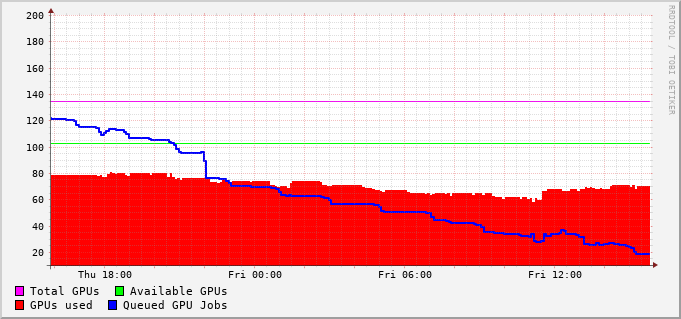 200
180
160
140
120
100
80
60
40
20
Thu 18:00 Fri 00:00 Fri 06:00 Fri 12:00
Total GPUs Available GPUs
GPUs used Queued GPU Jobs
RRDTOOL / TOBI OETIKER